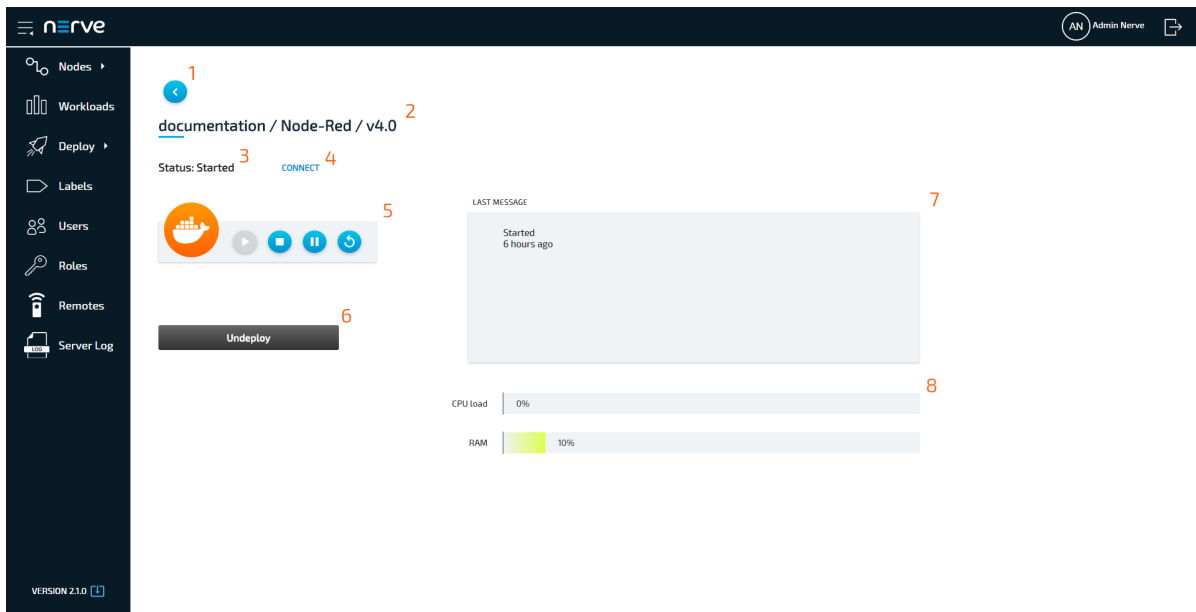 nerve
AN Admin Nerve
Nodes
Workloads
Deploy
Labels
Users
Roles
Remotes
LOG Server Log
VERSION 2.1.0
1
documentation / Node-Red / v4.0 2
Status: Started 3 CONNECT 4
5
6
Undeploy
LAST MESSAGE 7
Started
6 hours ago
8
CPU load 0%
RAM 10%